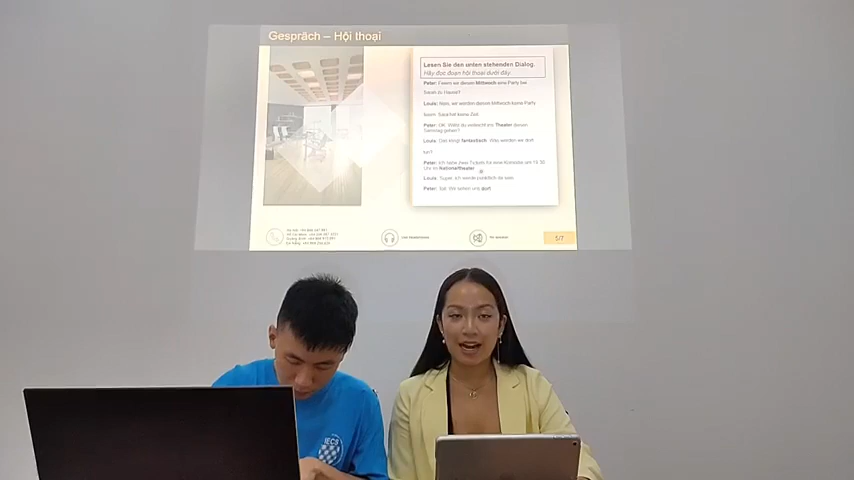 Gespräch – Hội thoại
Lesen Sie den unten stehenden Dialog.
Hãy đọc đoạn hội thoại dưới đây.
Peter: Feiern wir diesen Mittwoch eine Party bei
Sarah zu Hause?
Louis: Nein, wir werden diesen Mittwoch keine Party
feiern. Sara hat keine Zeit.
Peter: OK. Willst du vielleicht ins Theater diesen
Samstag gehen?
Louis: Das klingt fantastisch. Was werden wir dort
tun?
Peter: Ich habe zwei Tickets für eine Komödie um 19.30
Uhr im Nationaltheater
Louis: Super, ich werde pünktlich da sein.
Peter: Toll. Wir sehen uns dort.
5/7
IECS